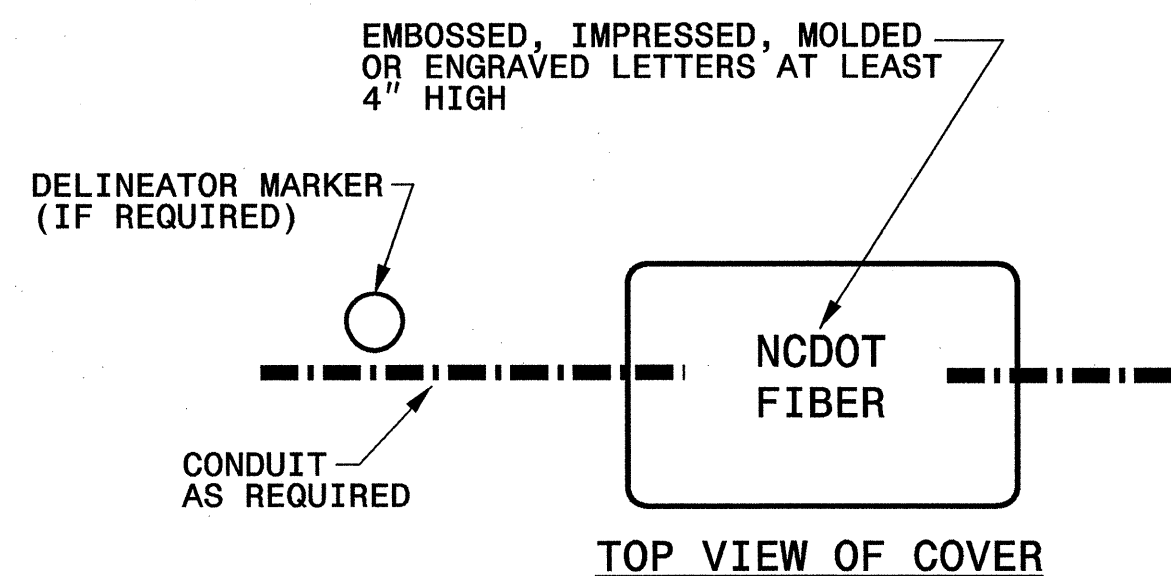 EMBOSSED, IMPRESSED, MOLDED
OR ENGRAVED LETTERS AT LEAST
4" HIGH
DELINEATOR MARKER
(IF REQUIRED)
NCDOT
FIBER
CONDUIT
AS REQUIRED
TOP VIEW OF COVER